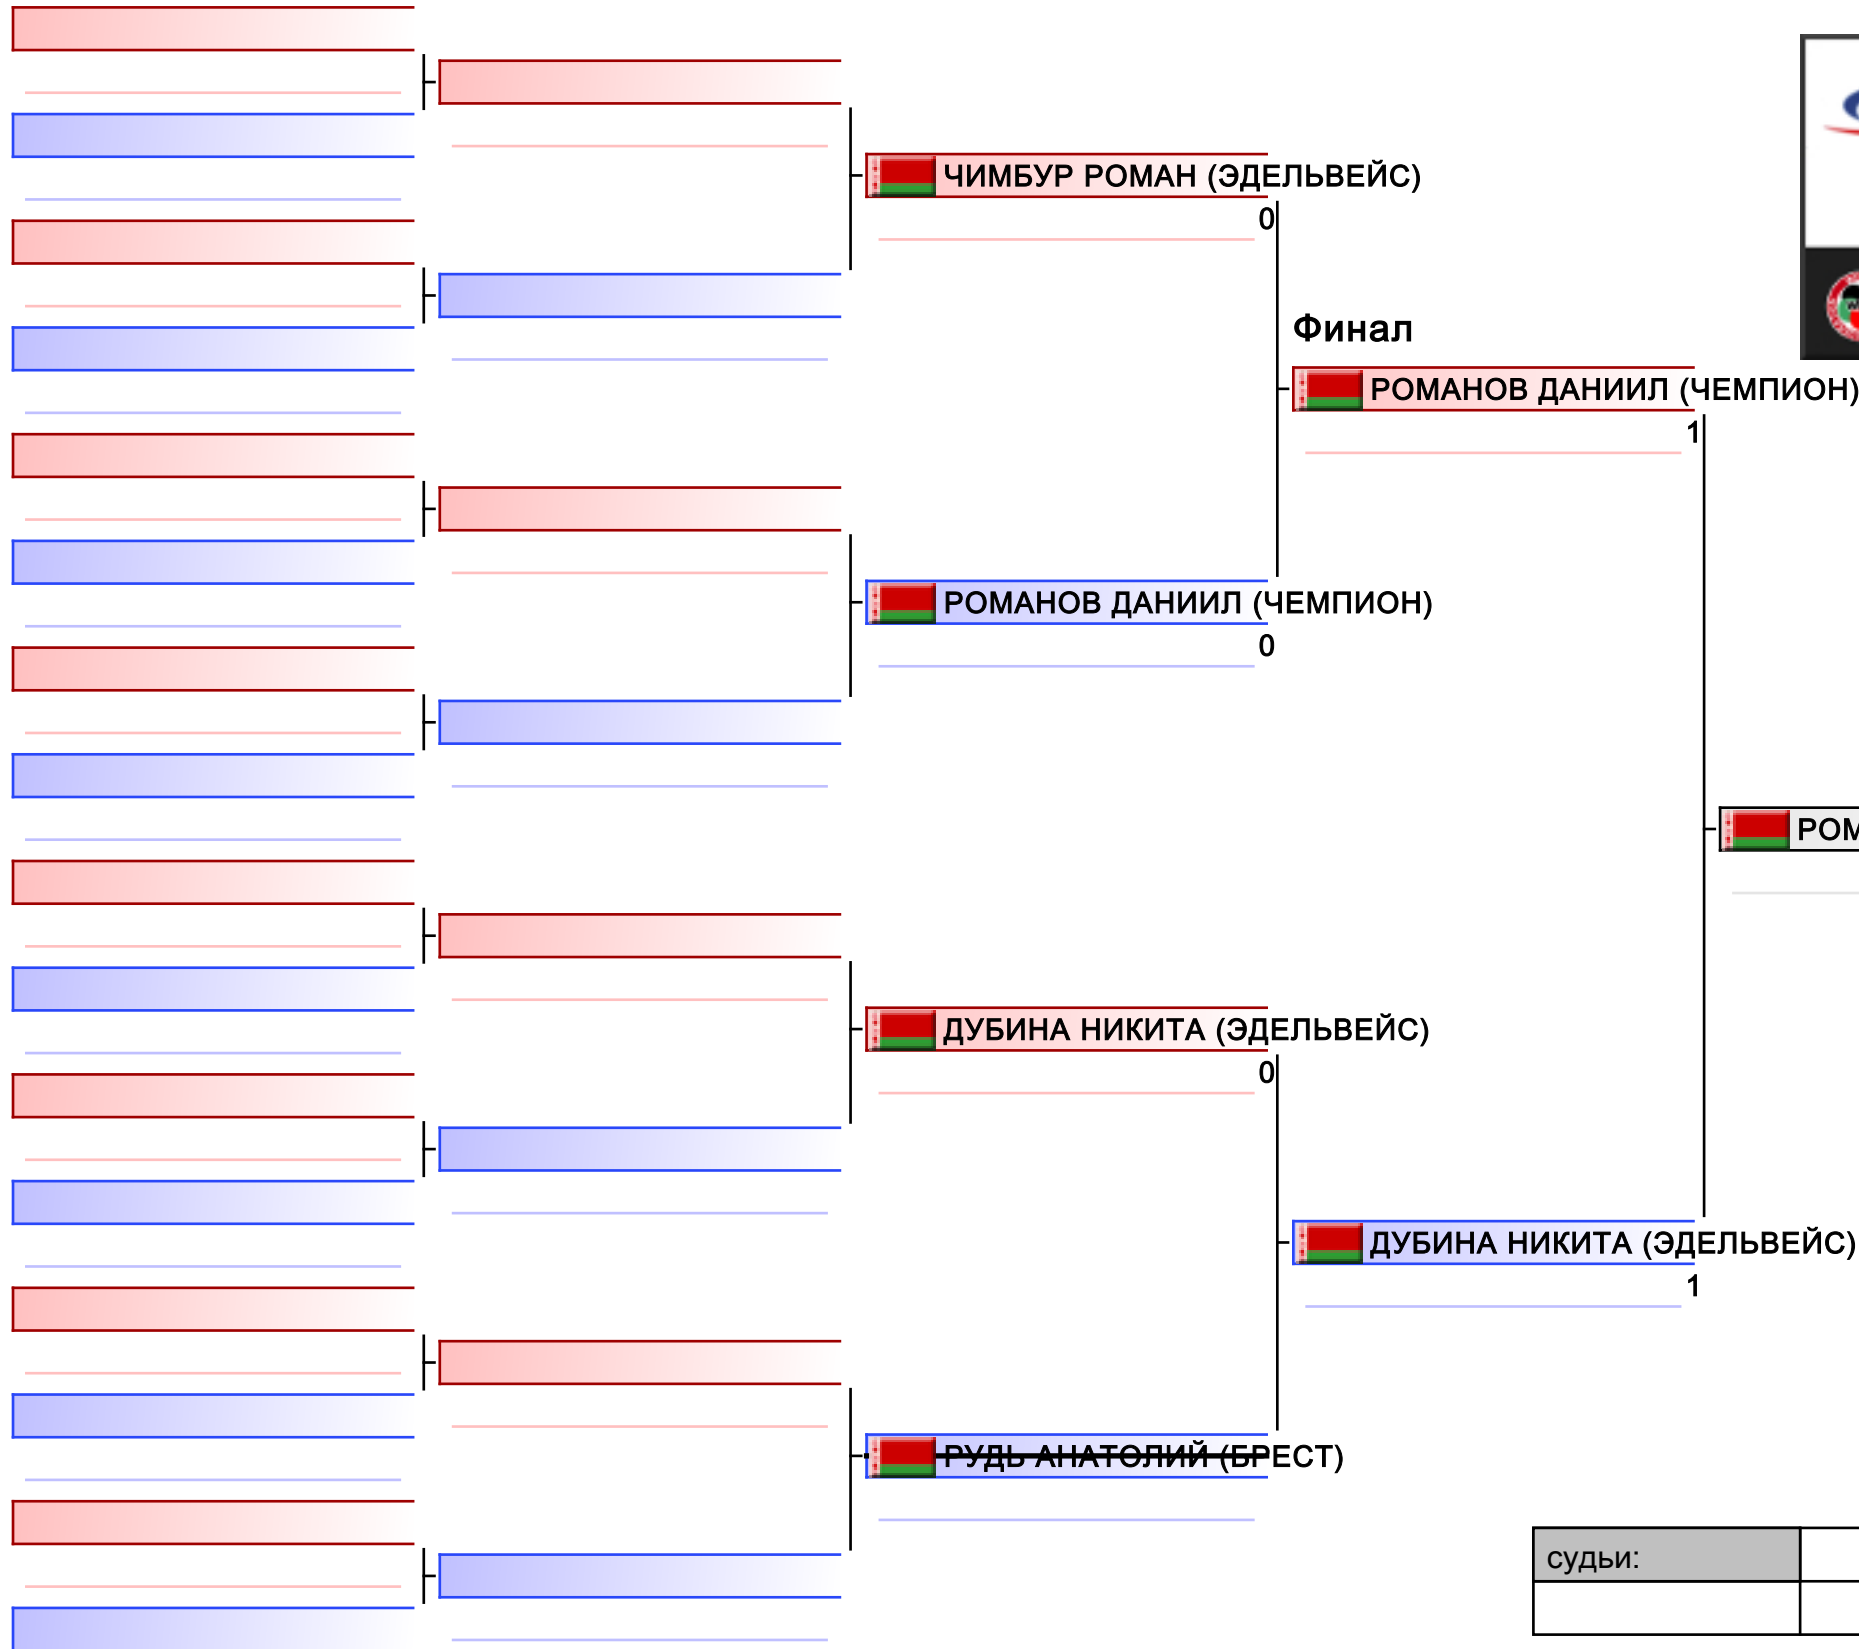 ЧИМБУР РОМАН (ЭДЕЛЬВЕЙС)
0
Финал
РОМАНОВ ДАНИИЛ (ЧЕМПИОН)
1
РОМАНОВ ДАНИИЛ (ЧЕМПИОН)
0
ДУБИНА НИКИТА (ЭДЕЛЬВЕЙС)
0
ДУБИНА НИКИТА (ЭДЕЛЬВЕЙС)
1
РУДЬ АНАТОЛИЙ (БРЕСТ)
судьи: